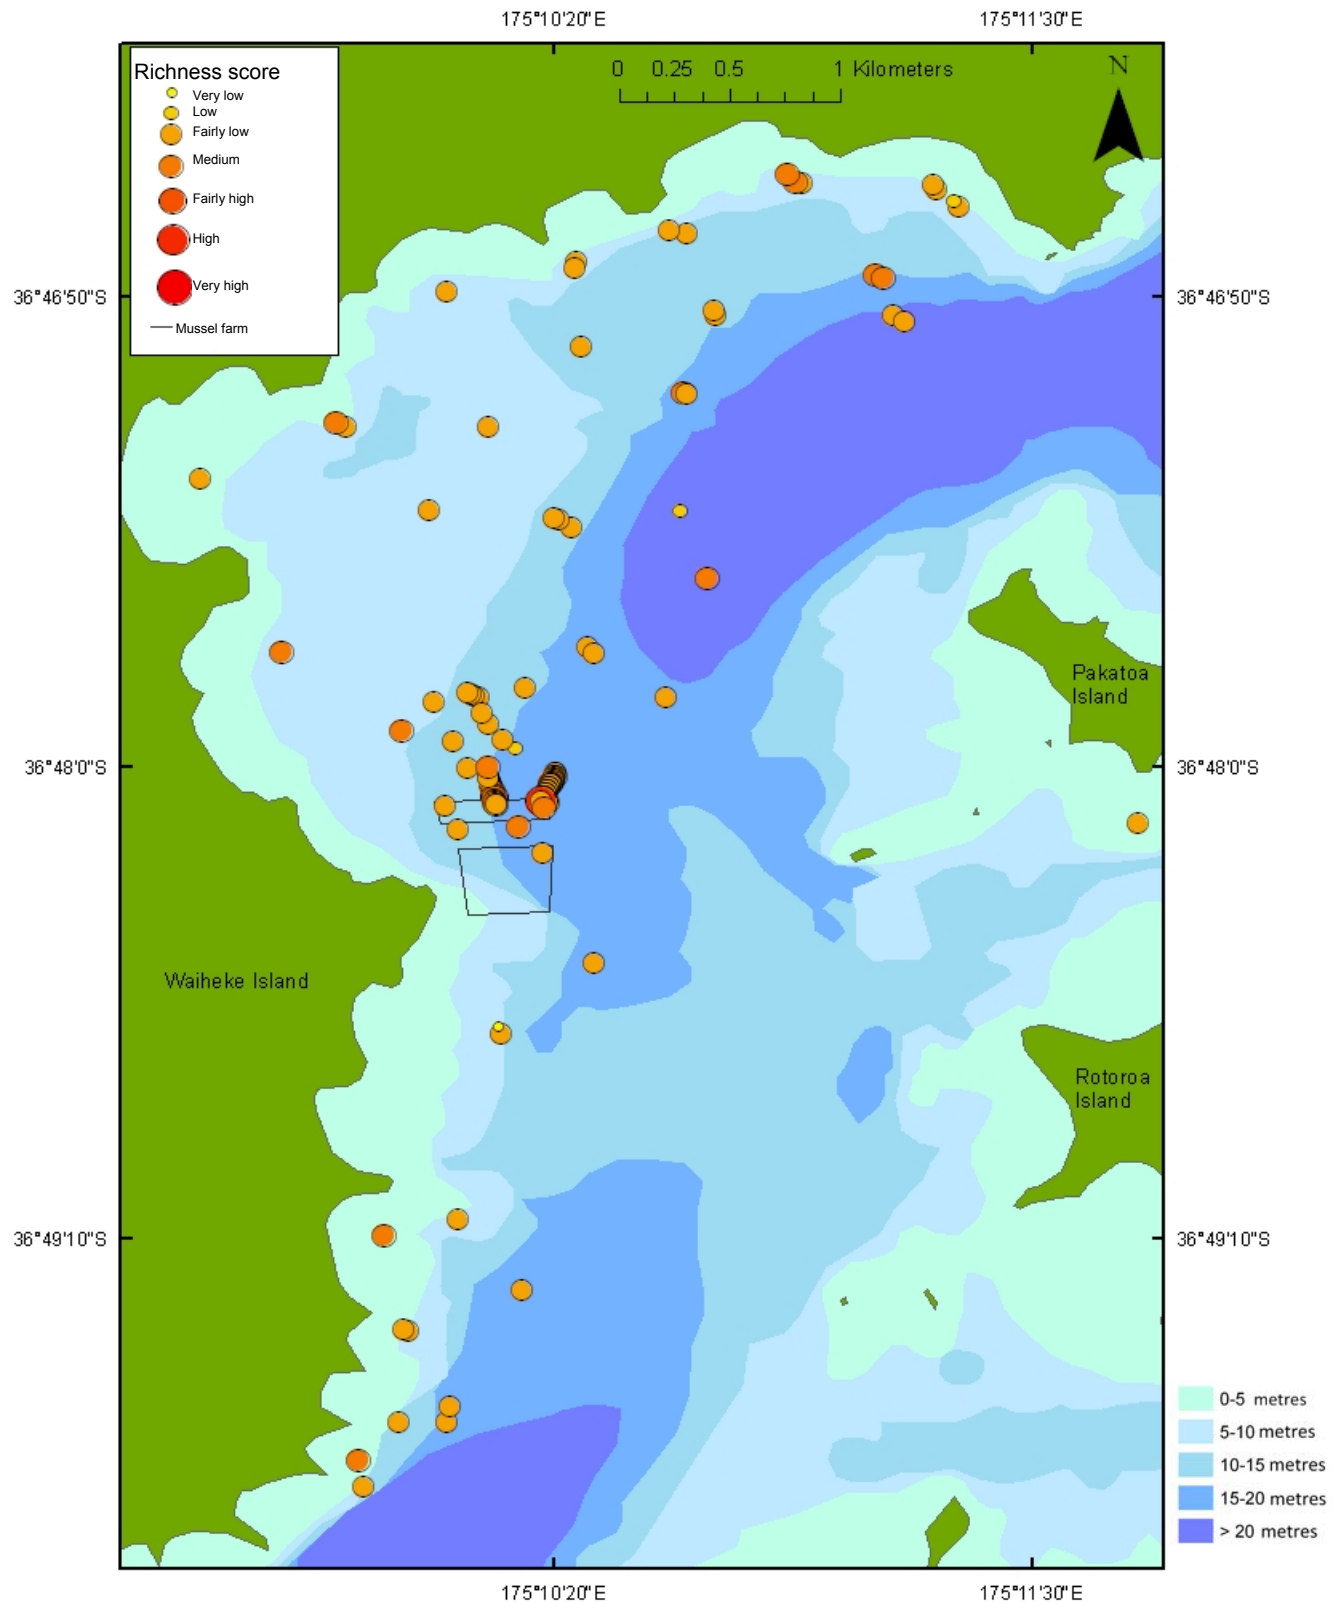 175°10'20"E 175°11'30"E
Richness score
Very low
Low
Fairly low
Medium
Fairly high
High
Very high
Mussel farm
0 0.25 0.5 1 Kilometers
N
36°46'50"S 36°46'50"S
Pakatoa
Island
36°48'0"S 36°48'0"S
Waiheke Island
Rotoroa
Island
36°49'10"S 36°49'10"S
0-5 metres
5-10 metres
10-15 metres
15-20 metres
> 20 metres
175°10'20"E 175°11'30"E